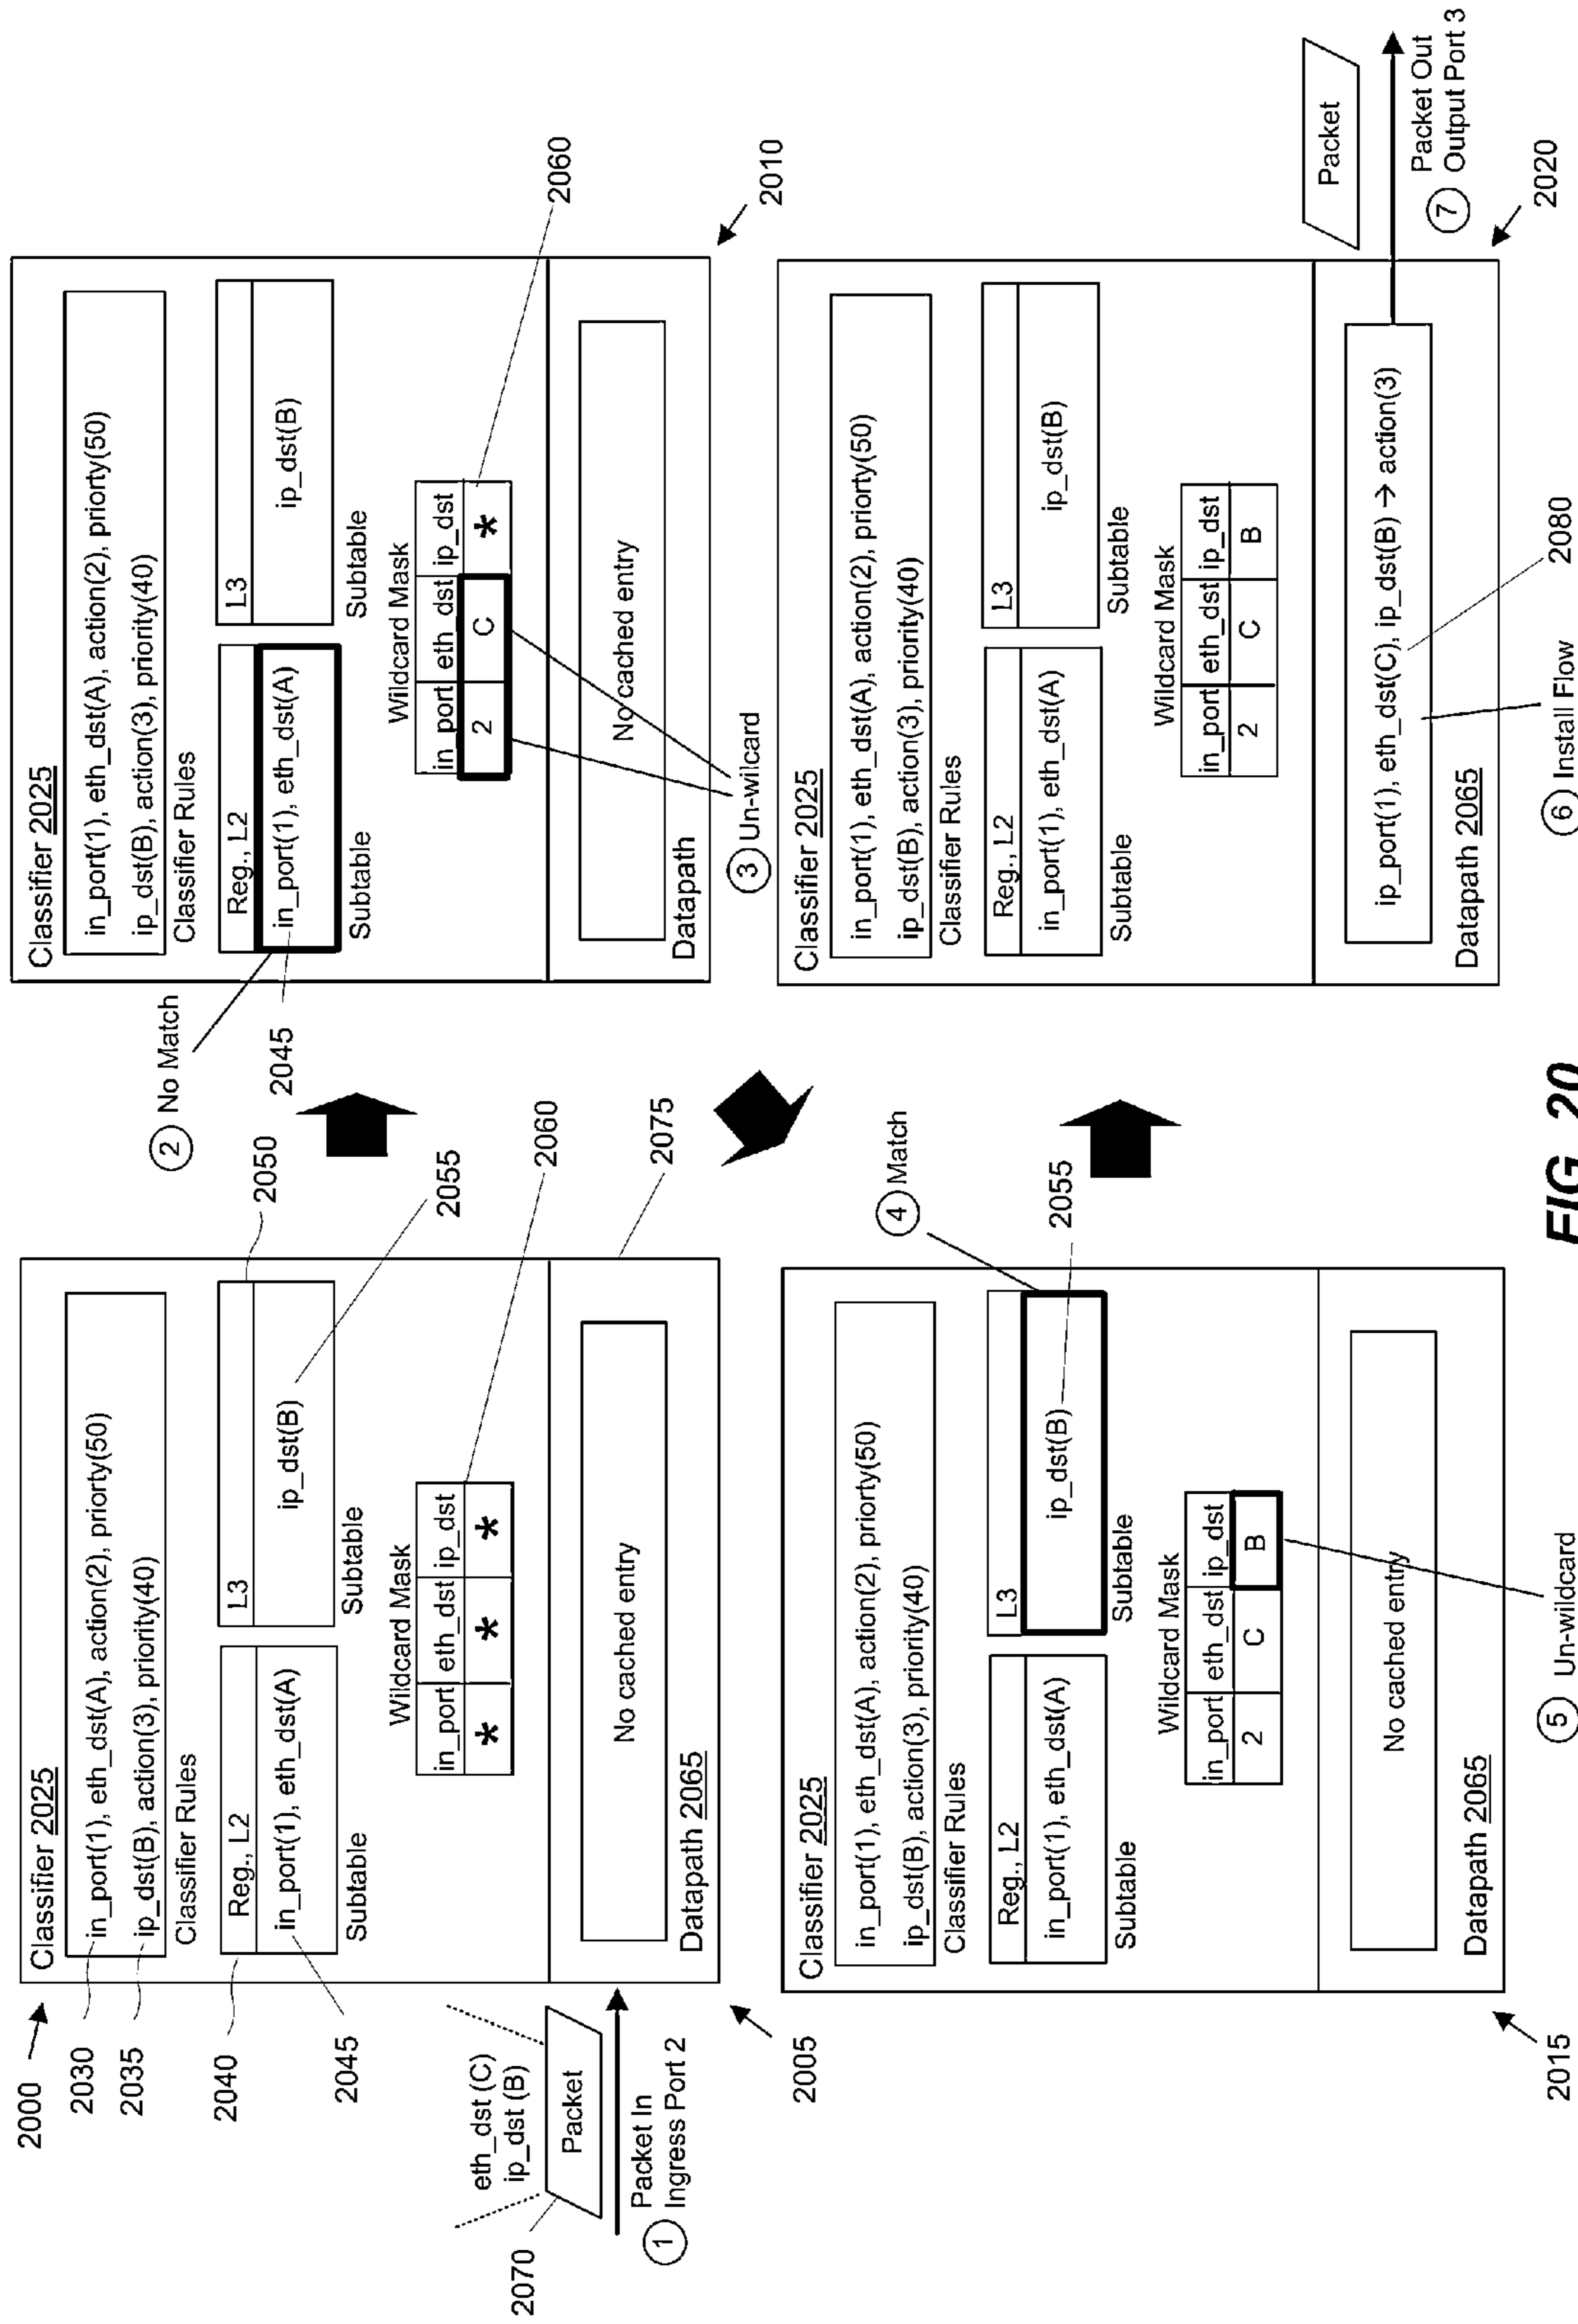 2000
Classifier 2025
2030
in_port(1), eth_dst(A), action(2), priorty(50)
2035
ip_dst(B), action(3), priority(40)
Classifier Rules
2040
Reg., L2
L3
2050
2045
in_port(1), eth_dst(A)
ip_dst(B)
2055
Subtable
Subtable
Wildcard Mask
in_port eth_dst ip_dst
* * *
2060
eth_dst (C)
ip_dst (B)
2070
Packet
No cached entry
1 Packet In
Ingress Port 2
Datapath 2065
2075
2005
2 No Match
2045
Classifier 2025
in_port(1), eth_dst(A), action(2), priorty(50)
ip_dst(B), action(3), priority(40)
Classifier Rules
Reg., L2
L3
in_port(1), eth_dst(A)
ip_dst(B)
Subtable
Subtable
Wildcard Mask
in_port eth_dst ip_dst
2 C *
2060
No cached entry
Datapath
3 Un-wilcard
2010
Classifier 2025
in_port(1), eth_dst(A), action(2), priorty(50)
ip_dst(B), action(3), priority(40)
Classifier Rules
4 Match
Reg., L2
L3
in_port(1), eth_dst(A)
ip_dst(B)
2055
Subtable
Subtable
Wildcard Mask
in_port eth_dst ip_dst
2 C B
No cached entry
Datapath 2065
2015
5 Un-wildcard
Classifier 2025
in_port(1), eth_dst(A), action(2), priorty(50)
ip_dst(B), action(3), priority(40)
Classifier Rules
Reg., L2
L3
in_port(1), eth_dst(A)
ip_dst(B)
Subtable
Subtable
Wildcard Mask
in_port eth_dst ip_dst
2 C B
Packet
ip_port(1), eth_dst(C), ip_dst(B) → action(3)
Packet Out
7 Output Port 3
Datapath 2065
2080
2020
6 Install Flow
FIG. 20